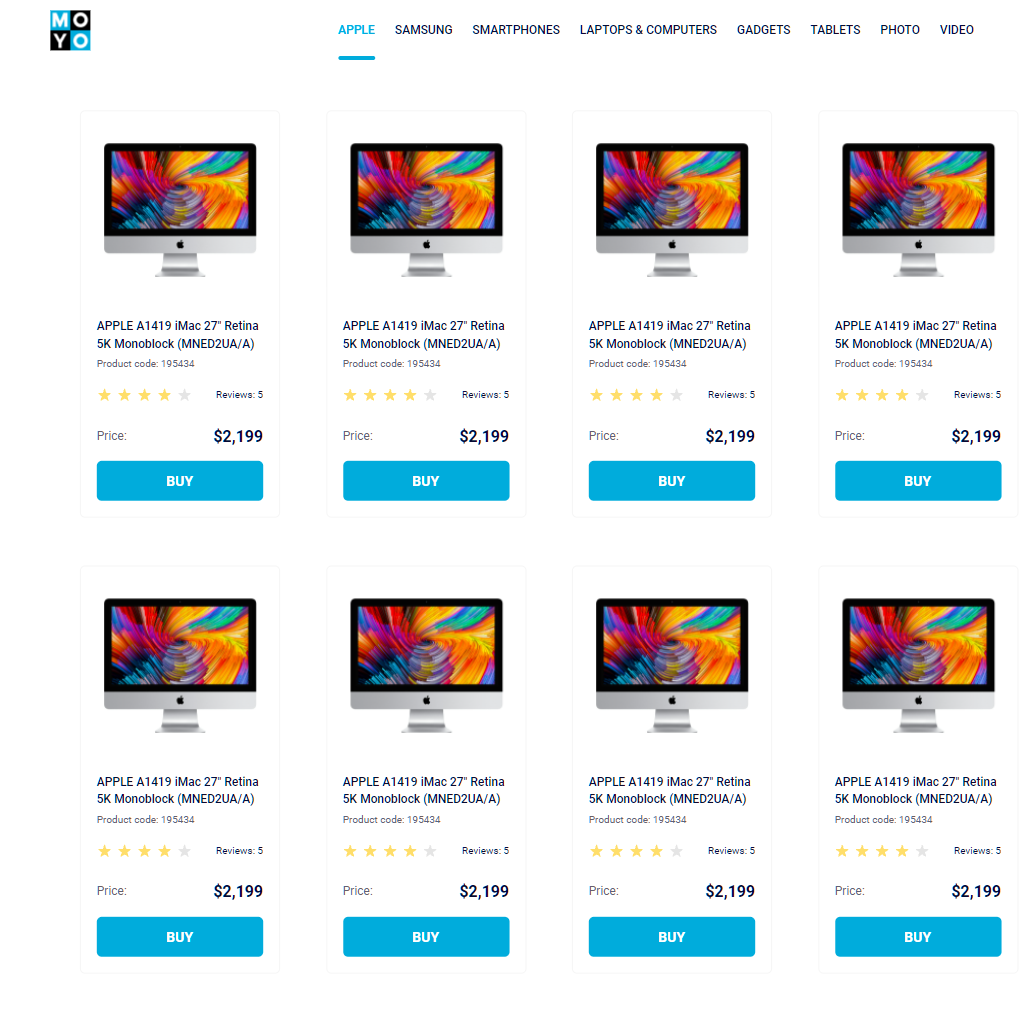 MO
YO
APPLE SAMSUNG SMARTPHONES LAPTOPS & COMPUTERS GADGETS TABLETS PHOTO VIDEO
APPLE A1419 iMac 27" Retina
5K Monoblock (MNED2UA/A)
Product code: 195434
Reviews: 5
Price: $2,199
BUY
APPLE A1419 iMac 27" Retina
5K Monoblock (MNED2UA/A)
Product code: 195434
Reviews: 5
Price: $2,199
BUY
APPLE A1419 iMac 27" Retina
5K Monoblock (MNED2UA/A)
Product code: 195434
Reviews: 5
Price: $2,199
BUY
APPLE A1419 iMac 27" Retina
5K Monoblock (MNED2UA/A)
Product code: 195434
Reviews: 5
Price: $2,199
BUY
APPLE A1419 iMac 27" Retina
5K Monoblock (MNED2UA/A)
Product code: 195434
Reviews: 5
Price: $2,199
BUY
APPLE A1419 iMac 27" Retina
5K Monoblock (MNED2UA/A)
Product code: 195434
Reviews: 5
Price: $2,199
BUY
APPLE A1419 iMac 27" Retina
5K Monoblock (MNED2UA/A)
Product code: 195434
Reviews: 5
Price: $2,199
BUY
APPLE A1419 iMac 27" Retina
5K Monoblock (MNED2UA/A)
Product code: 195434
Reviews: 5
Price: $2,199
BUY